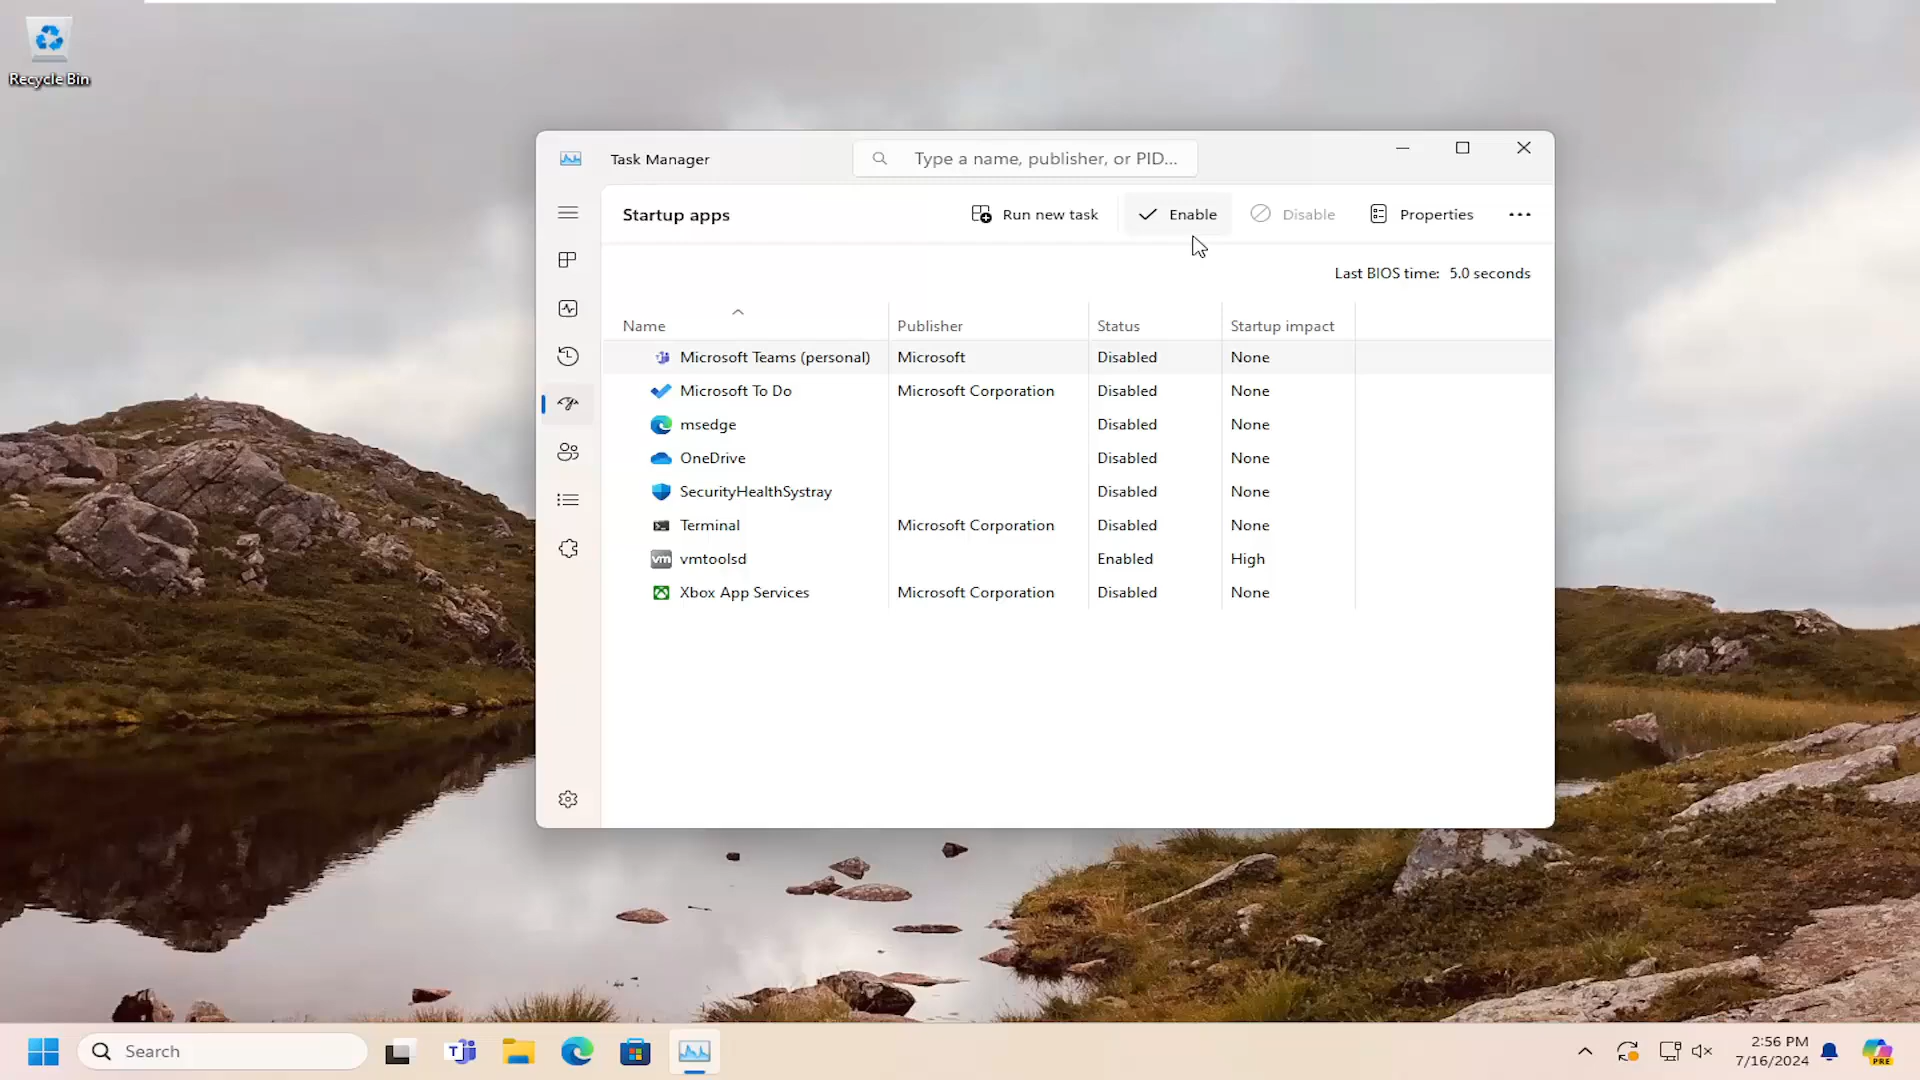 Recycle Bin
Task Manager
Type a name, publisher, or PID...
Startup apps
Run new task
Enable
Disable
Properties
Last BIOS time: 5.0 seconds
Name Publisher Status Startup impact
Microsoft Teams (personal) Microsoft Disabled None
Microsoft To Do Microsoft Corporation Disabled None
msedge Disabled None
OneDrive Disabled None
SecurityHealthSystray Disabled None
Terminal Microsoft Corporation Disabled None
vm vmtoolsd Enabled High
Xbox App Services Microsoft Corporation Disabled None
Search
2:56 PM
7/16/2024
PRE